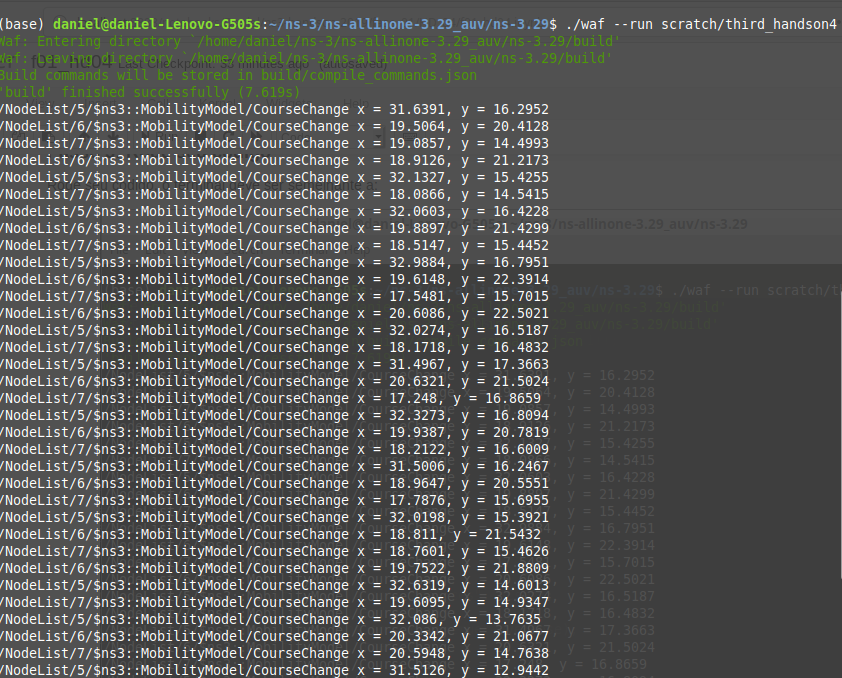 (base) daniel@daniel-Lenovo-G505s:~/ns-3/ns-allinone-3.29_auv/ns-3.29$ ./waf --run scratch/third_handson4
Waf: Entering directory `/home/daniel/ns-3/ns-allinone-3.29_auv/ns-3.29/build'
Waf: Leaving directory `/home/daniel/ns-3/ns-allinone-3.29_auv/ns-3.29/build'
Build commands will be stored in build/compile_commands.json
'build' finished successfully (7.619s)
/NodeList/5/$ns3::MobilityModel/CourseChange x = 31.6391, y = 16.2952
/NodeList/6/$ns3::MobilityModel/CourseChange x = 19.5064, y = 20.4128
/NodeList/7/$ns3::MobilityModel/CourseChange x = 19.0857, y = 14.4993
/NodeList/6/$ns3::MobilityModel/CourseChange x = 18.9126, y = 21.2173
/NodeList/5/$ns3::MobilityModel/CourseChange x = 32.1327, y = 15.4255
/NodeList/7/$ns3::MobilityModel/CourseChange x = 18.0866, y = 14.5415
/NodeList/5/$ns3::MobilityModel/CourseChange x = 32.0603, y = 16.4228
/NodeList/6/$ns3::MobilityModel/CourseChange x = 19.8897, y = 21.4299
/NodeList/7/$ns3::MobilityModel/CourseChange x = 18.5147, y = 15.4452
/NodeList/5/$ns3::MobilityModel/CourseChange x = 32.9884, y = 16.7951
/NodeList/6/$ns3::MobilityModel/CourseChange x = 19.6148, y = 22.3914
/NodeList/7/$ns3::MobilityModel/CourseChange x = 17.5481, y = 15.7015
/NodeList/6/$ns3::MobilityModel/CourseChange x = 20.6086, y = 22.5021
/NodeList/5/$ns3::MobilityModel/CourseChange x = 32.0274, y = 16.5187
/NodeList/7/$ns3::MobilityModel/CourseChange x = 18.1718, y = 16.4832
/NodeList/5/$ns3::MobilityModel/CourseChange x = 31.4967, y = 17.3663
/NodeList/6/$ns3::MobilityModel/CourseChange x = 20.6321, y = 21.5024
/NodeList/7/$ns3::MobilityModel/CourseChange x = 17.248, y = 16.8659
/NodeList/5/$ns3::MobilityModel/CourseChange x = 32.3273, y = 16.8094
/NodeList/6/$ns3::MobilityModel/CourseChange x = 19.9387, y = 20.7819
/NodeList/7/$ns3::MobilityModel/CourseChange x = 18.2122, y = 16.6009
/NodeList/5/$ns3::MobilityModel/CourseChange x = 31.5006, y = 16.2467
/NodeList/6/$ns3::MobilityModel/CourseChange x = 18.9647, y = 20.5551
/NodeList/7/$ns3::MobilityModel/CourseChange x = 17.7876, y = 15.6955
/NodeList/5/$ns3::MobilityModel/CourseChange x = 32.0198, y = 15.3921
/NodeList/6/$ns3::MobilityModel/CourseChange x = 18.811, y = 21.5432
/NodeList/7/$ns3::MobilityModel/CourseChange x = 18.7601, y = 15.4626
/NodeList/6/$ns3::MobilityModel/CourseChange x = 19.7522, y = 21.8809
/NodeList/5/$ns3::MobilityModel/CourseChange x = 32.6319, y = 14.6013
/NodeList/7/$ns3::MobilityModel/CourseChange x = 19.6095, y = 14.9347
/NodeList/5/$ns3::MobilityModel/CourseChange x = 32.086, y = 13.7635
/NodeList/6/$ns3::MobilityModel/CourseChange x = 20.3342, y = 21.0677
/NodeList/7/$ns3::MobilityModel/CourseChange x = 20.5948, y = 14.7638
/NodeList/5/$ns3::MobilityModel/CourseChange x = 31.5126, y = 12.9442